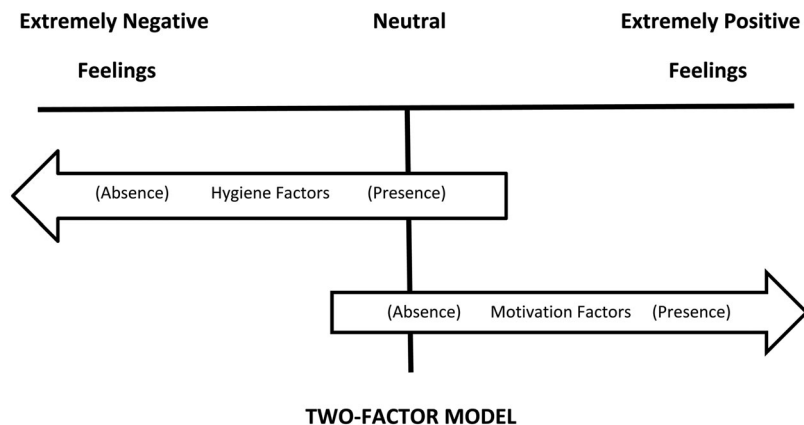 Extremely Negative Neutral Extremely Positive
Feelings Feelings
(Absence) Hygiene Factors (Presence)
(Absence) Motivation Factors (Presence)
TWO-FACTOR MODEL